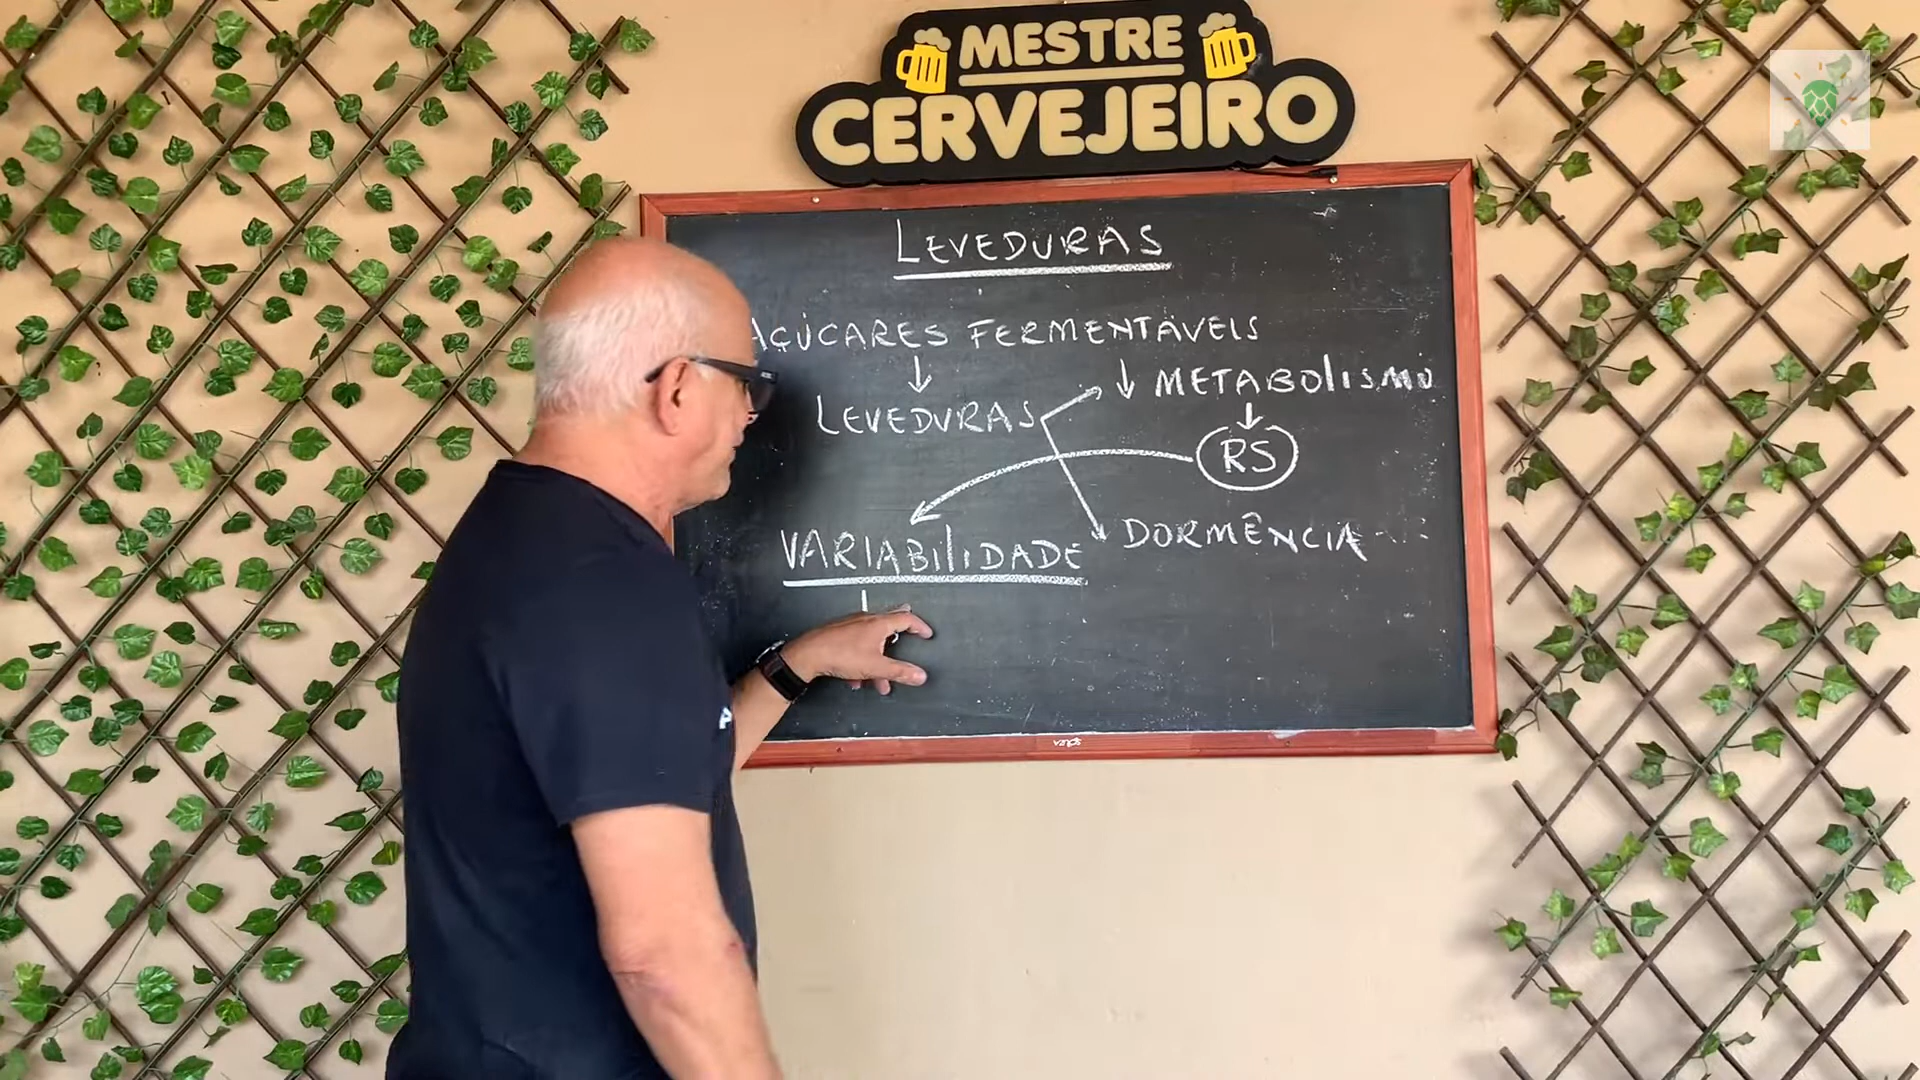 MESTRE
CERVEJEIRO
LEVEDURAS
AÇÚCARES FERMENTÁVEIS
↓ ↓ METABOLISMO
LEVEDURAS ↓
RS
VARIABILIDADE DORMÊNCIA